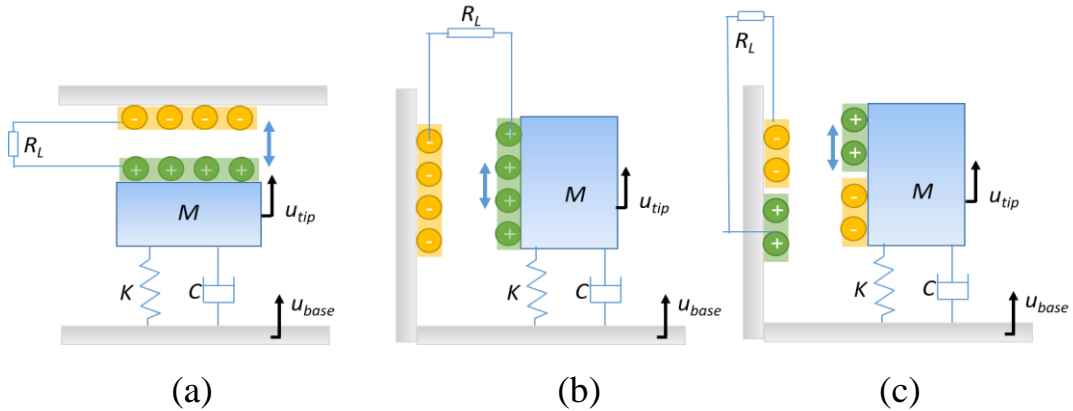 R_L
- - - -
+ + + +
M
u_tip
K
C
u_base
(a)
R_L
-
-
-
-
+
+
+
+
M
u_tip
K
C
u_base
(b)
R_L
-
-
+
+
+
+
-
-
M
u_tip
K
C
u_base
(c)